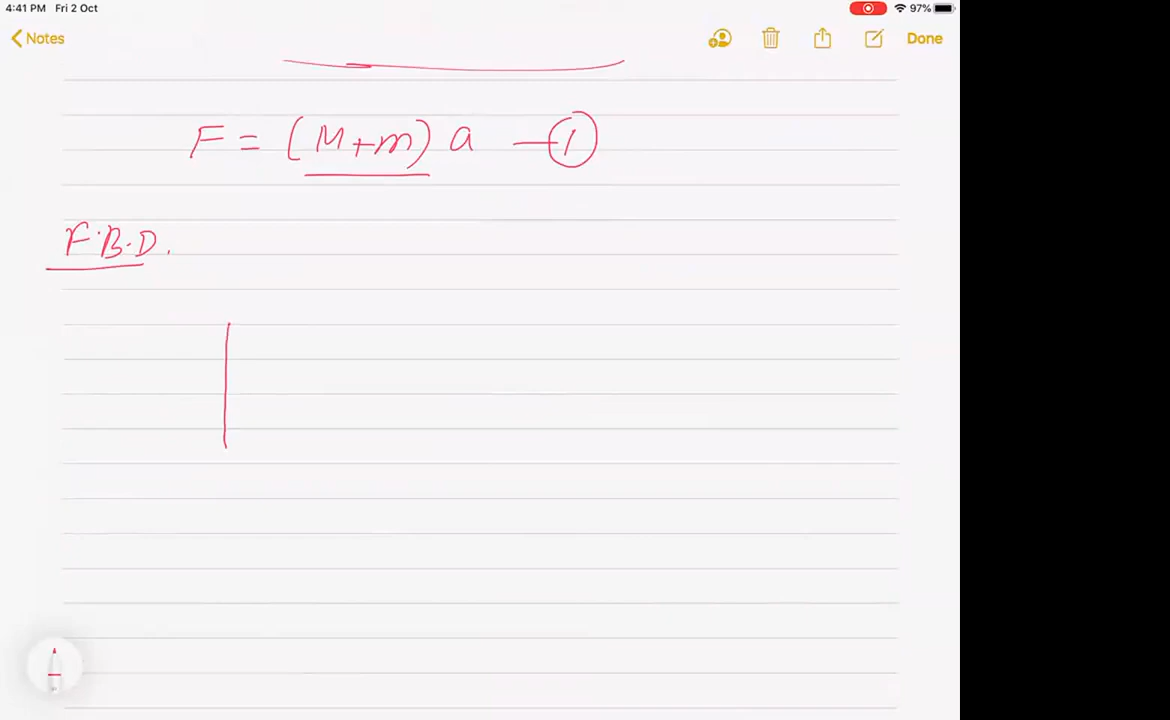 4:41 PM Fri 2 Oct 97%
Notes Done
F = (M+m) a —①
F.B.D.